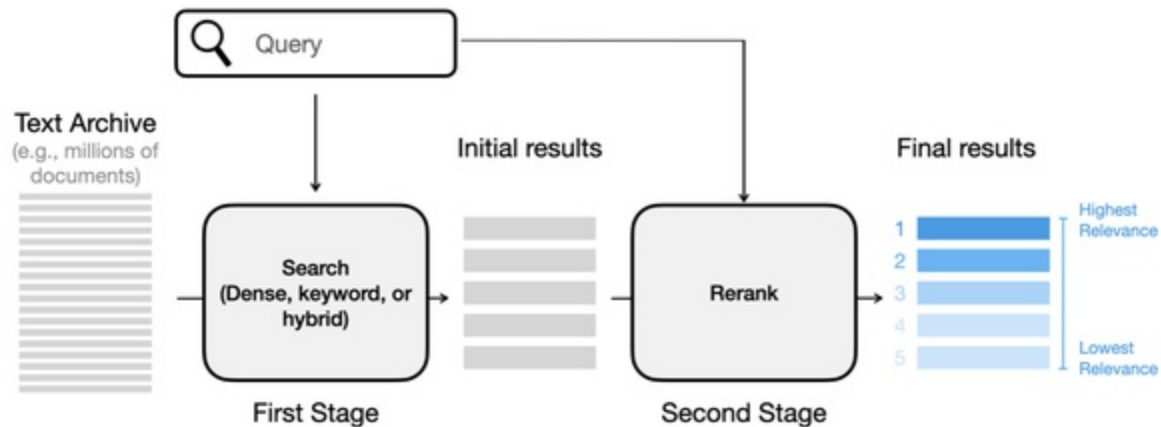 Query
Text Archive
(e.g., millions of
documents)
Initial results
Final results
Search
(Dense, keyword, or
hybrid)
Rerank
1
2
3
4
5
Highest
Relevance
Lowest
Relevance
First Stage
Second Stage